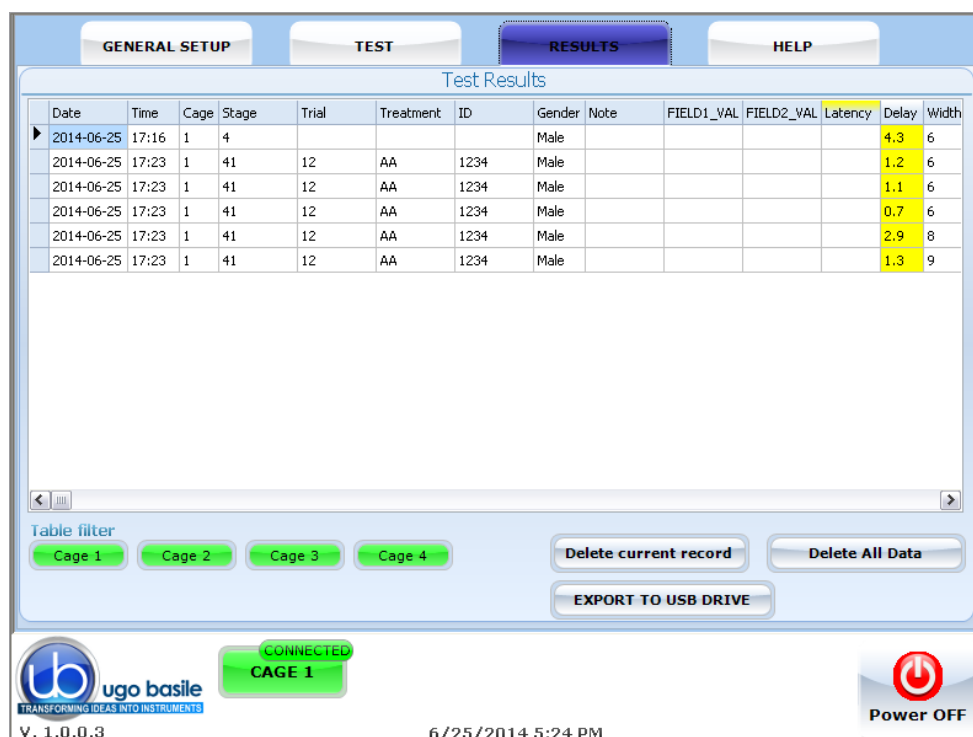 GENERAL SETUP TEST RESULTS HELP
Test Results
Date Time Cage Stage Trial Treatment ID Gender Note FIELD1_VAL FIELD2_VAL Latency Delay Width
2014-06-25 17:16 1 4 Male 4.3 6
2014-06-25 17:23 1 41 12 AA 1234 Male 1.2 6
2014-06-25 17:23 1 41 12 AA 1234 Male 1.1 6
2014-06-25 17:23 1 41 12 AA 1234 Male 0.7 6
2014-06-25 17:23 1 41 12 AA 1234 Male 2.9 8
2014-06-25 17:23 1 41 12 AA 1234 Male 1.3 9
Table filter
Cage 1 Cage 2 Cage 3 Cage 4 Delete current record Delete All Data
EXPORT TO USB DRIVE
CONNECTED
CAGE 1
ub ugo basile
TRANSFORMING IDEAS INTO INSTRUMENTS
Power OFF
V. 1.0.0.3 6/25/2014 5:24 PM